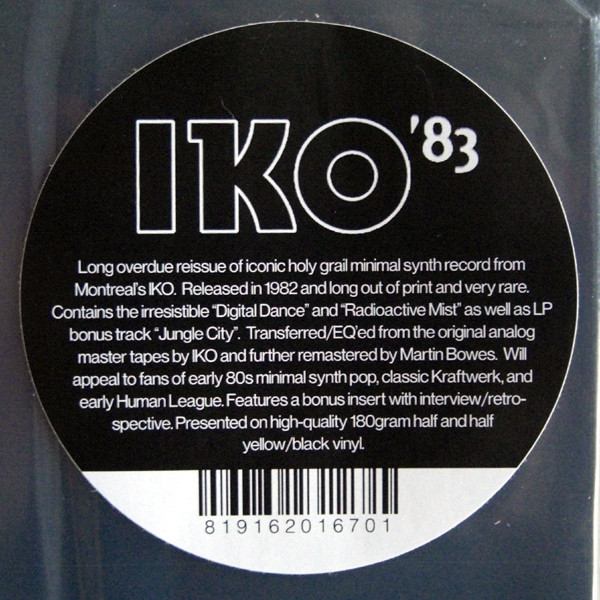 IKO '83
Long overdue reissue of iconic holy grail minimal synth record from
Montreal's IKO. Released in 1982 and long out of print and very rare.
Contains the irresistible "Digital Dance" and "Radioactive Mist" as well as LP
bonus track "Jungle City". Transferred/EQ'ed from the original analog
master tapes by IKO and further remastered by Martin Bowes. Will
appeal to fans of early 80s minimal synth pop, classic Kraftwerk, and
early Human League. Features a bonus insert with interview/retro-
spective. Presented on high-quality 180gram half and half
yellow/black vinyl.
819162016701